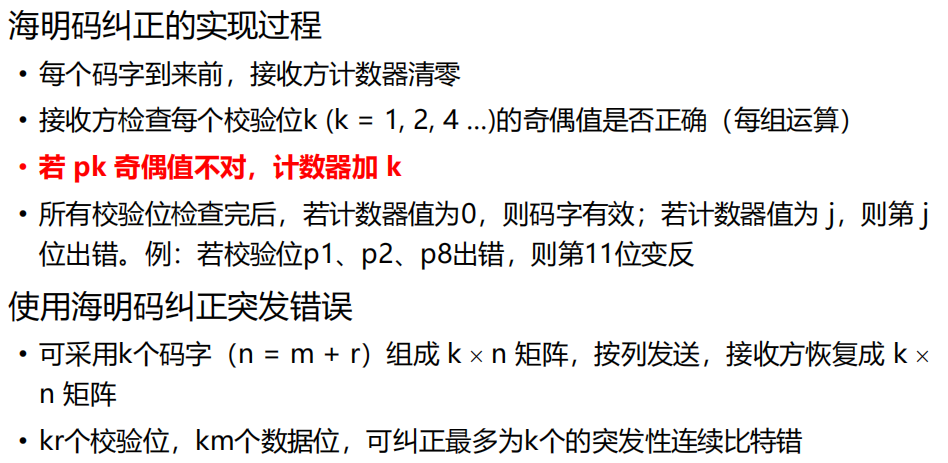 海明码纠正的实现过程
• 每个码字到来前，接收方计数器清零
• 接收方检查每个校验位k (k = 1, 2, 4 …)的奇偶值是否正确（每组运算）
• 若 pk 奇偶值不对，计数器加 k
• 所有校验位检查完后，若计数器值为0，则码字有效；若计数器值为 j，则第 j
位出错。例：若校验位p1、p2、p8出错，则第11位变反
使用海明码纠正突发错误
• 可采用k个码字（n = m + r）组成 k × n 矩阵，按列发送，接收方恢复成 k ×
n 矩阵
• kr个校验位，km个数据位，可纠正最多为k个的突发性连续比特错